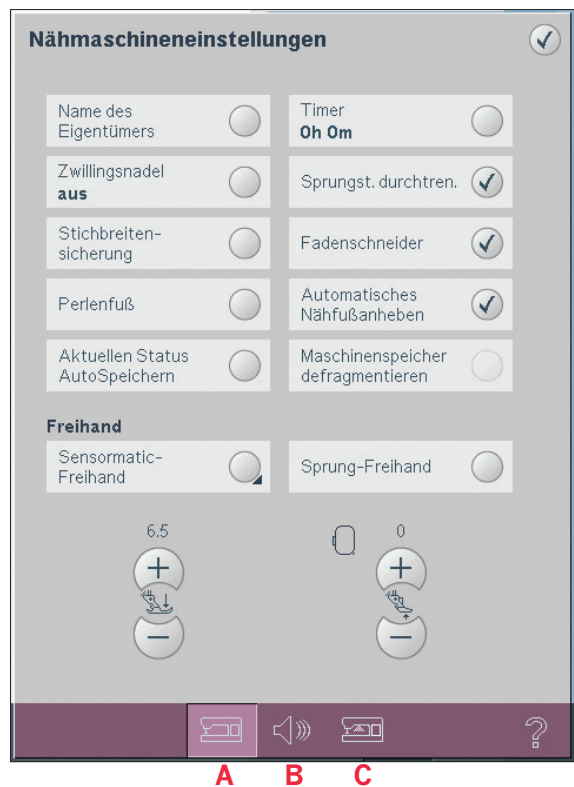 Nähmaschineneinstellungen
Name des
Eigentümers
Timer
0h 0m
Zwillingsnadel
aus
Sprungst. durchtren.
Stichbreiten-
sicherung
Fadenschneider
Perlenfuß
Automatisches
Nähfußanheben
Aktuellen Status
AutoSpeichern
Maschinenspeicher
defragmentieren
Freihand
Sensormatic-
Freihand
Sprung-Freihand
6.5
0
+
+
−
−
?
A
B
C